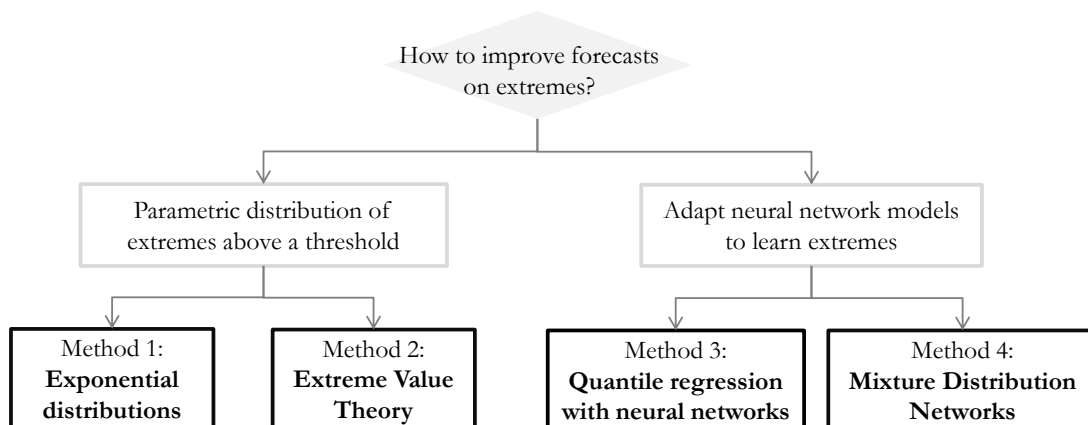 How to improve forecasts
on extremes?
Parametric distribution of
extremes above a threshold
Adapt neural network models
to learn extremes
Method 1:
Exponential
distributions
Method 2:
Extreme Value
Theory
Method 3:
Quantile regression
with neural networks
Method 4:
Mixture Distribution
Networks